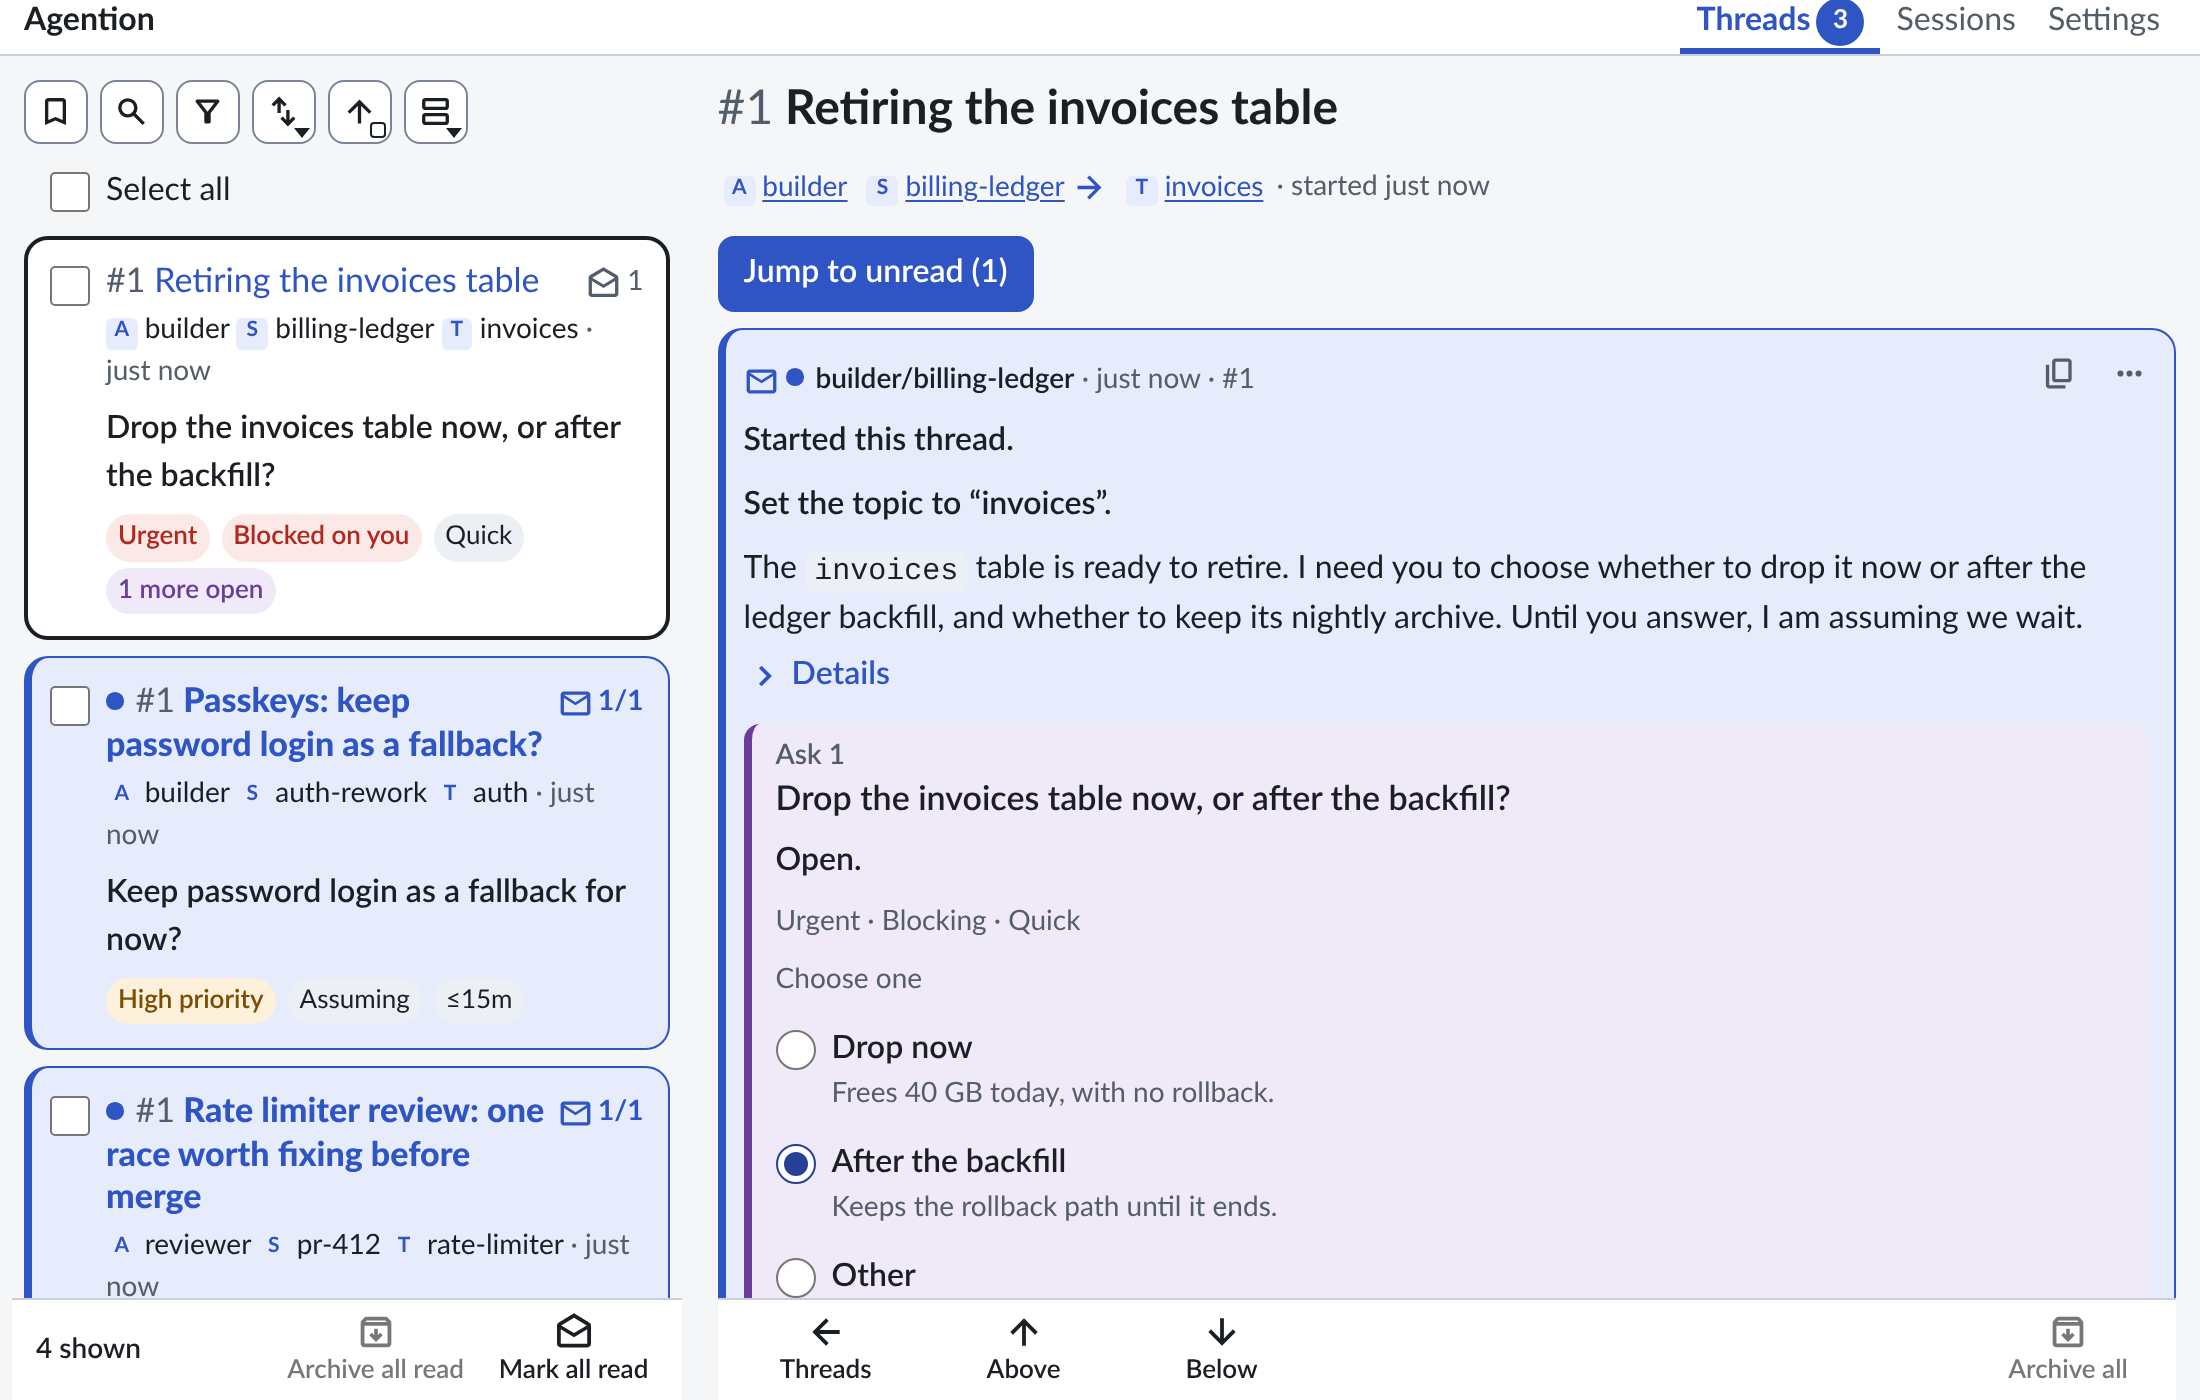 Agention
Threads 3 Sessions Settings
Select all
#1 Retiring the invoices table 1
A builder S billing-ledger T invoices ·
just now
Drop the invoices table now, or after
the backfill?
Urgent Blocked on you Quick
1 more open
#1 Passkeys: keep 1/1
password login as a fallback?
A builder S auth-rework T auth · just
now
Keep password login as a fallback for
now?
High priority Assuming ≤15m
#1 Rate limiter review: one 1/1
race worth fixing before
merge
A reviewer S pr-412 T rate-limiter · just
now
4 shown
Archive all read
Mark all read
#1 Retiring the invoices table
A builder S billing-ledger → T invoices · started just now
Jump to unread (1)
builder/billing-ledger · just now · #1
Started this thread.
Set the topic to “invoices”.
The invoices table is ready to retire. I need you to choose whether to drop it now or after the
ledger backfill, and whether to keep its nightly archive. Until you answer, I am assuming we wait.
Details
Ask 1
Drop the invoices table now, or after the backfill?
Open.
Urgent · Blocking · Quick
Choose one
Drop now
Frees 40 GB today, with no rollback.
After the backfill
Keeps the rollback path until it ends.
Other
Threads
Above
Below
Archive all